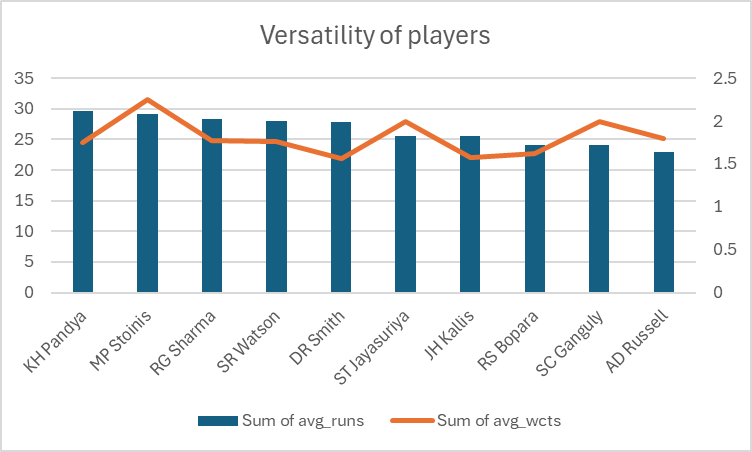 Versatility of players
35
30
25
20
15
10
5
0
2.5
2
1.5
1
0.5
0
KH Pandya
MP Stoinis
RG Sharma
SR Watson
DR Smith
ST Jayasuriya
JH Kallis
RS Bopara
SC Ganguly
AD Russell
Sum of avg_runs
Sum of avg_wcts